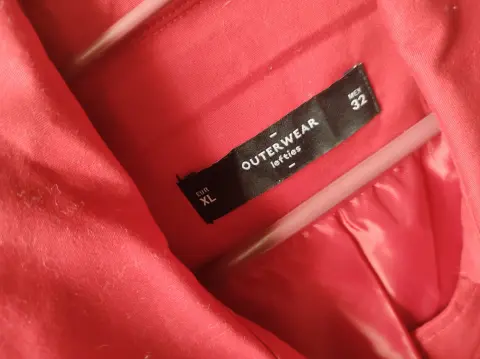 OUTERWEAR
lefties
EUR
XL
MEX
32